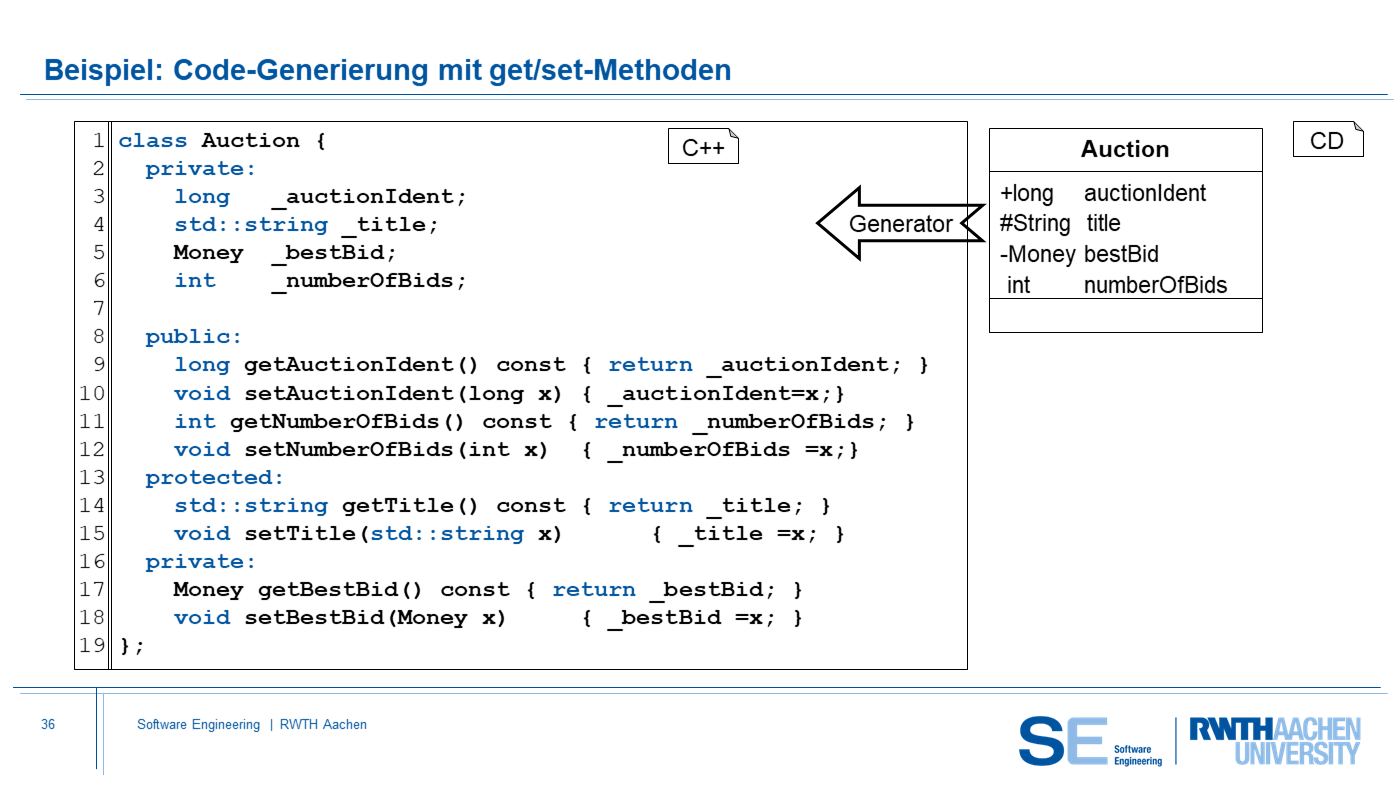 Beispiel: Code-Generierung mit get/set-Methoden
1 class Auction {
2 private:
3 long _auctionIdent;
4 std::string _title;
5 Money _bestBid;
6 int _numberOfBids;
7
8 public:
9 long getAuctionIdent() const { return _auctionIdent; }
10 void setAuctionIdent(long x) { _auctionIdent=x;}
11 int getNumberOfBids() const { return _numberOfBids; }
12 void setNumberOfBids(int x) { _numberOfBids =x;}
13 protected:
14 std::string getTitle() const { return _title; }
15 void setTitle(std::string x) { _title =x; }
16 private:
17 Money getBestBid() const { return _bestBid; }
18 void setBestBid(Money x) { _bestBid =x; }
19 };
C++
Generator
Auction
+long auctionIdent
#String title
-Money bestBid
int numberOfBids
CD
36
Software Engineering | RWTH Aachen
SE Software
Engineering
RWTHAACHEN
UNIVERSITY